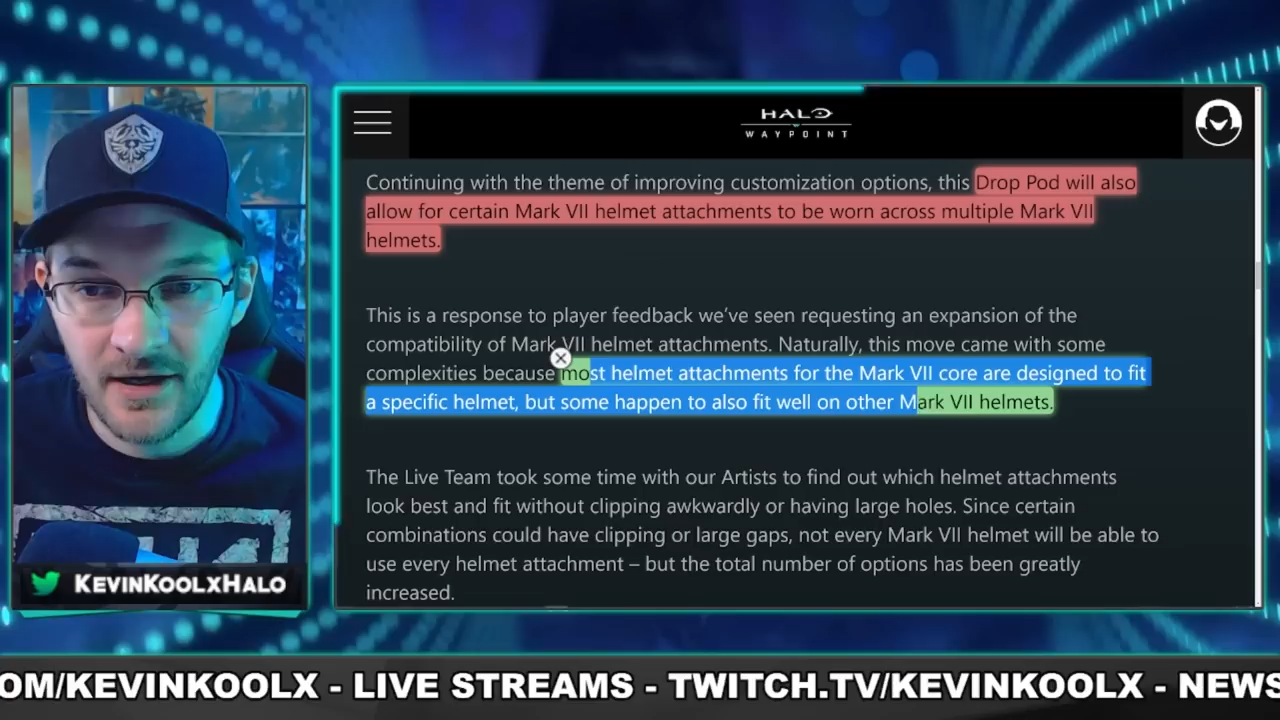 HALO
WAYPOINT
Continuing with the theme of improving customization options, this Drop Pod will also
allow for certain Mark VII helmet attachments to be worn across multiple Mark VII
helmets.
This is a response to player feedback we've seen requesting an expansion of the
compatibility of Mark VII helmet attachments. Naturally, this move came with some
complexities because most helmet attachments for the Mark VII core are designed to fit
a specific helmet, but some happen to also fit well on other Mark VII helmets.
The Live Team took some time with our Artists to find out which helmet attachments
look best and fit without clipping awkwardly or having large holes. Since certain
combinations could have clipping or large gaps, not every Mark VII helmet will be able to
use every helmet attachment – but the total number of options has been greatly
increased.
KEVINKOOLXHALO
OM/KEVINKOOLX - LIVE STREAMS - TWITCH.TV/KEVINKOOLX - NEWS